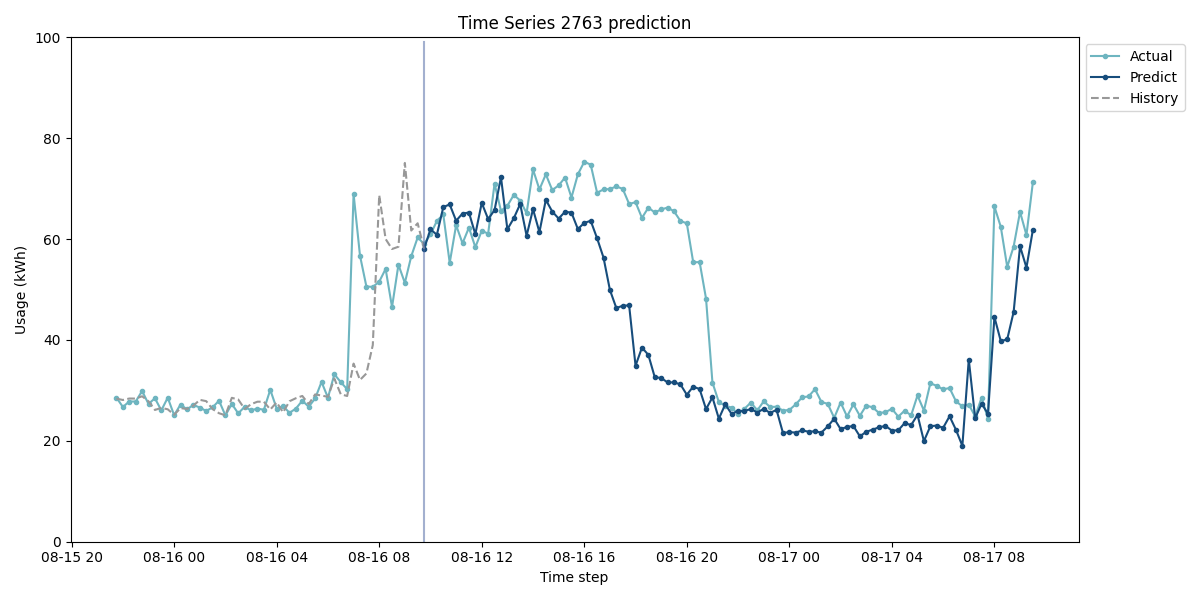 Time Series 2763 prediction
100
80
60
40
20
0
Usage (kWh)
08-15 20
08-16 00
08-16 04
08-16 08
08-16 12
08-16 16
08-16 20
08-17 00
08-17 04
08-17 08
Time step
Actual
Predict
History